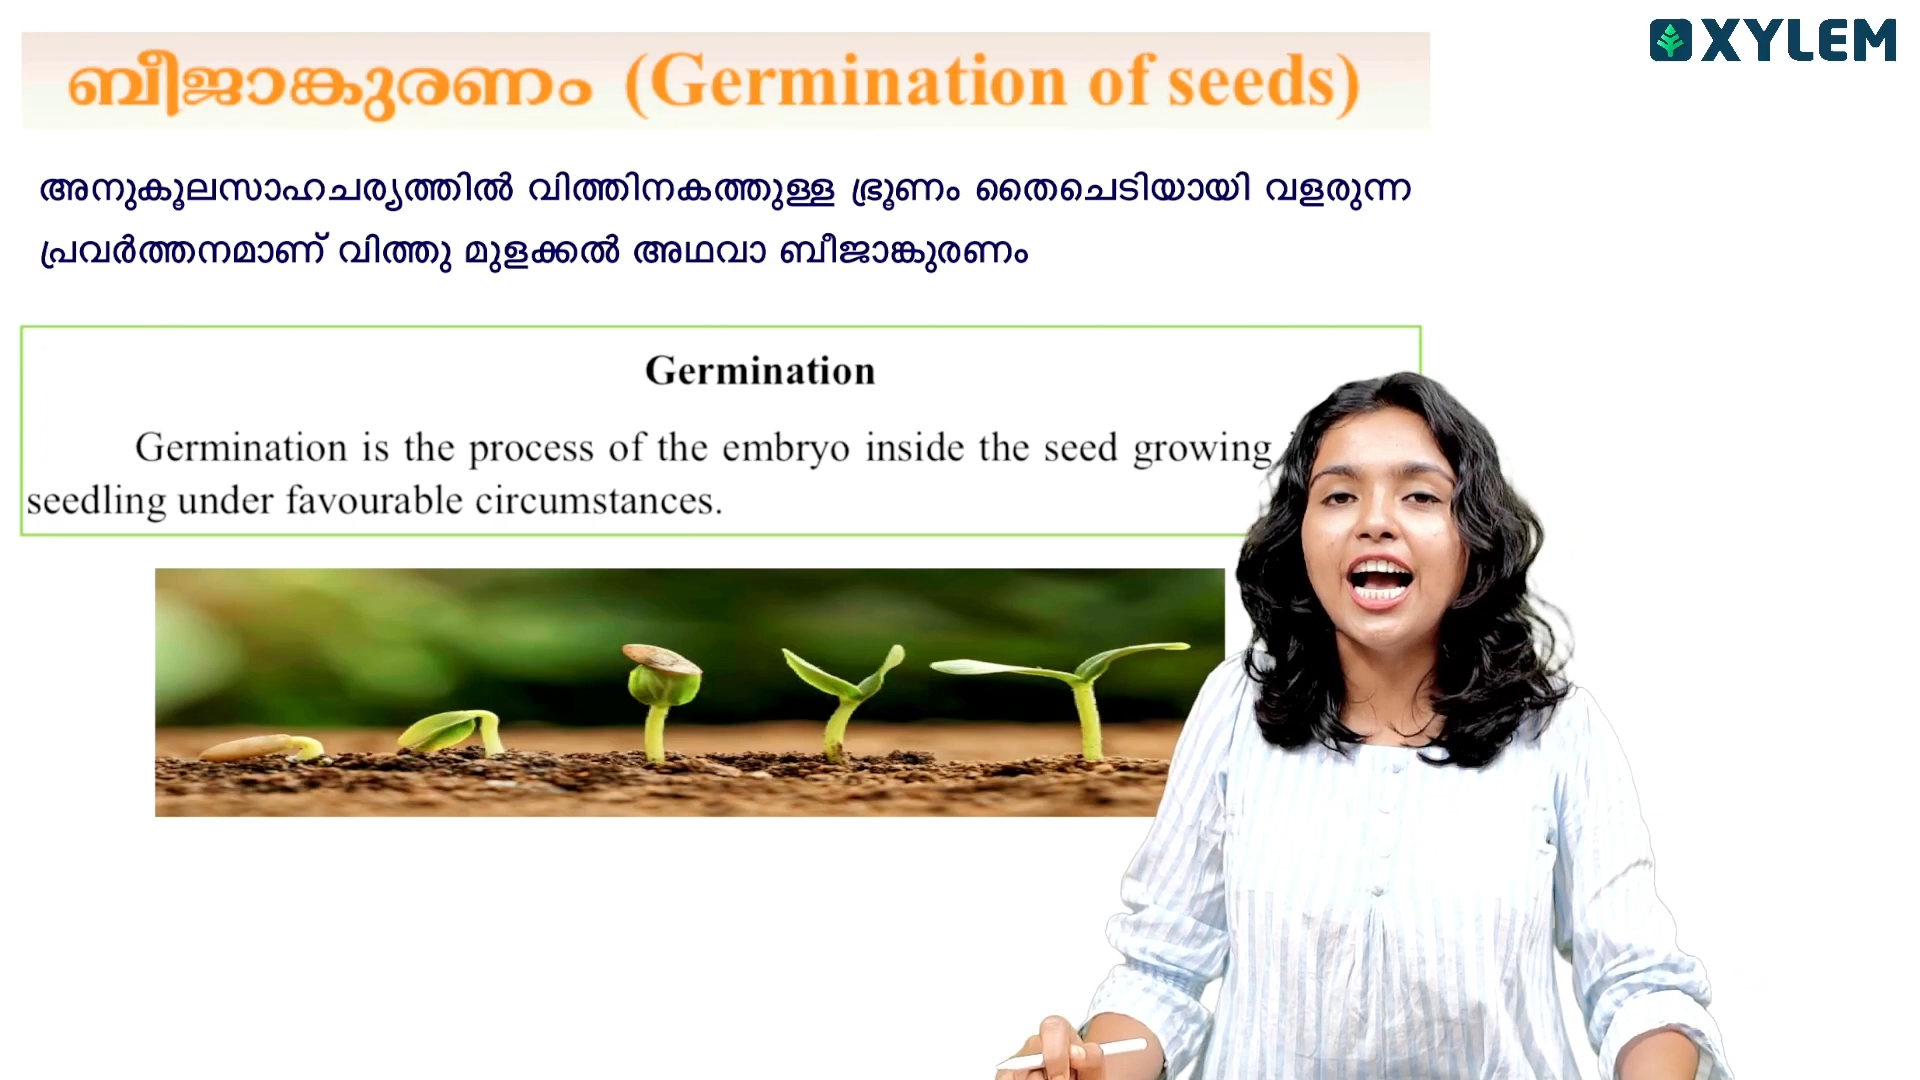 XYLEM
ബീജാങ്കുരണം (Germination of seeds)
അനുകൂലസാഹചര്യത്തിൽ വിത്തിനകത്തുള്ള ഭ്രൂണം തൈചെടിയായി വളരുന്ന
പ്രവർത്തനമാണ് വിത്തു മുളക്കൽ അഥവാ ബീജാങ്കുരണം
Germination
Germination is the process of the embryo inside the seed growing
seedling under favourable circumstances.